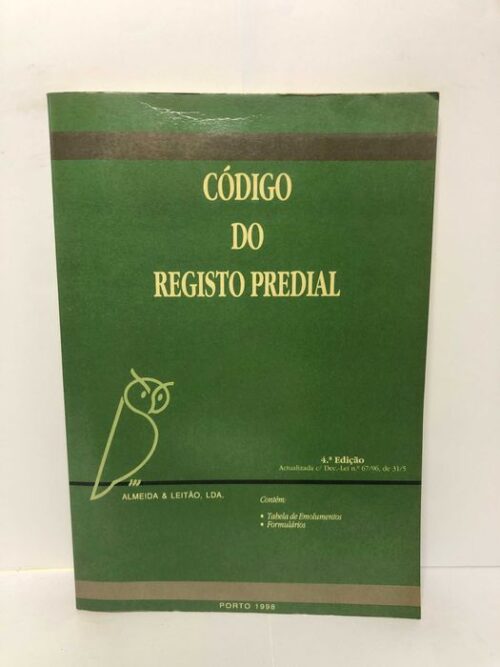 CÓDIGO
DO
REGISTO PREDIAL
4.ª Edição
Actualizada c/ Dec.-Lei n.º 67/96, de 31/5
ALMEIDA & LEITÃO, LDA.
Contém:
• Tabela de Emolumentos
• Formulários
PORTO 1998